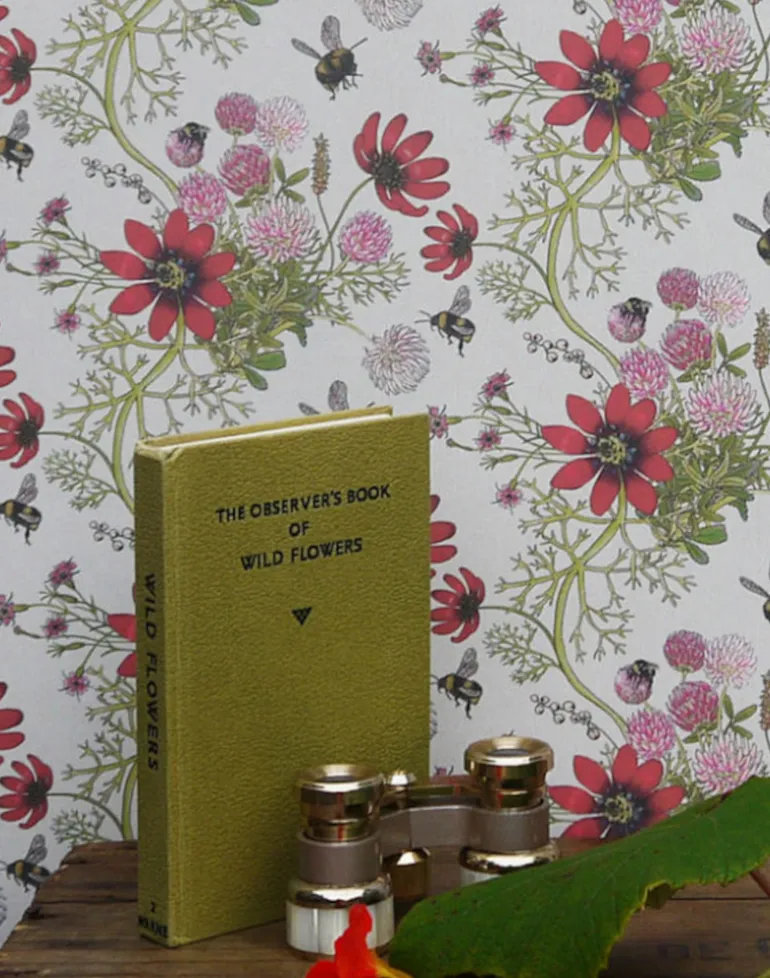 THE OBSERVER'S BOOK
OF
WILD FLOWERS
WILD FLOWERS
2
WARNE